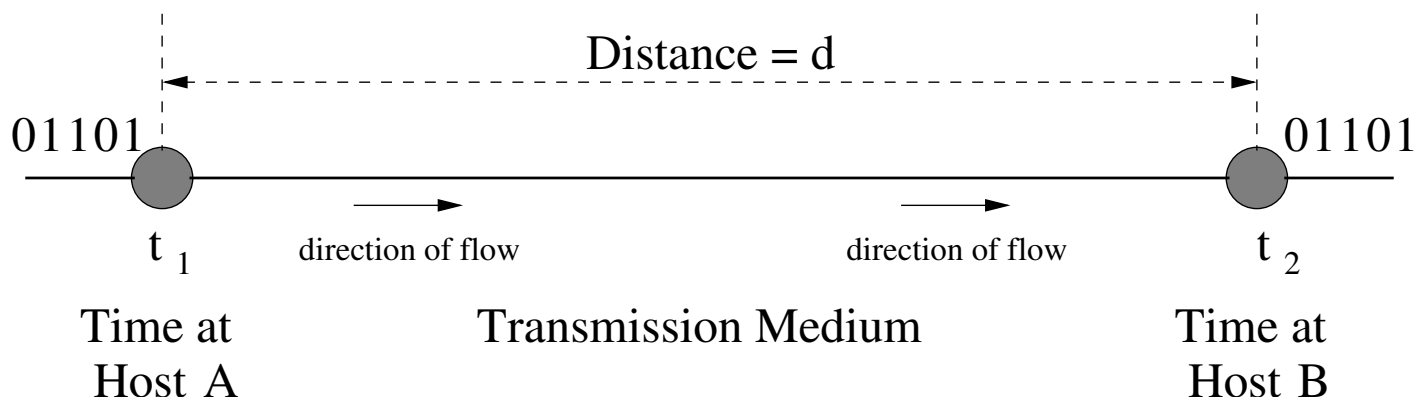 Distance = d
01101
01101
t 1
direction of flow
direction of flow
t 2
Time at
Host A
Transmission Medium
Time at
Host B